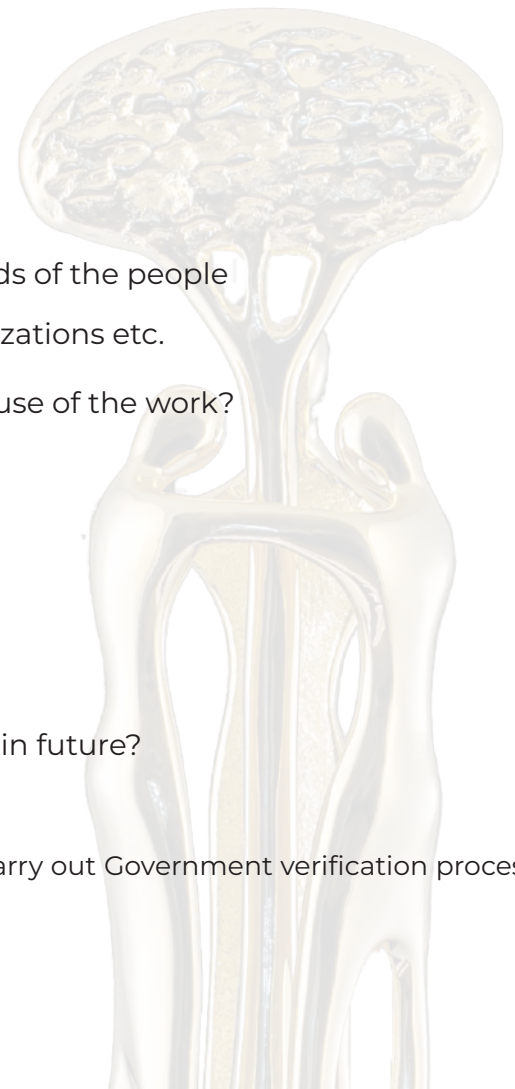 ds of the people
zations etc.
use of the work?
in future?
arry out Government verification proces